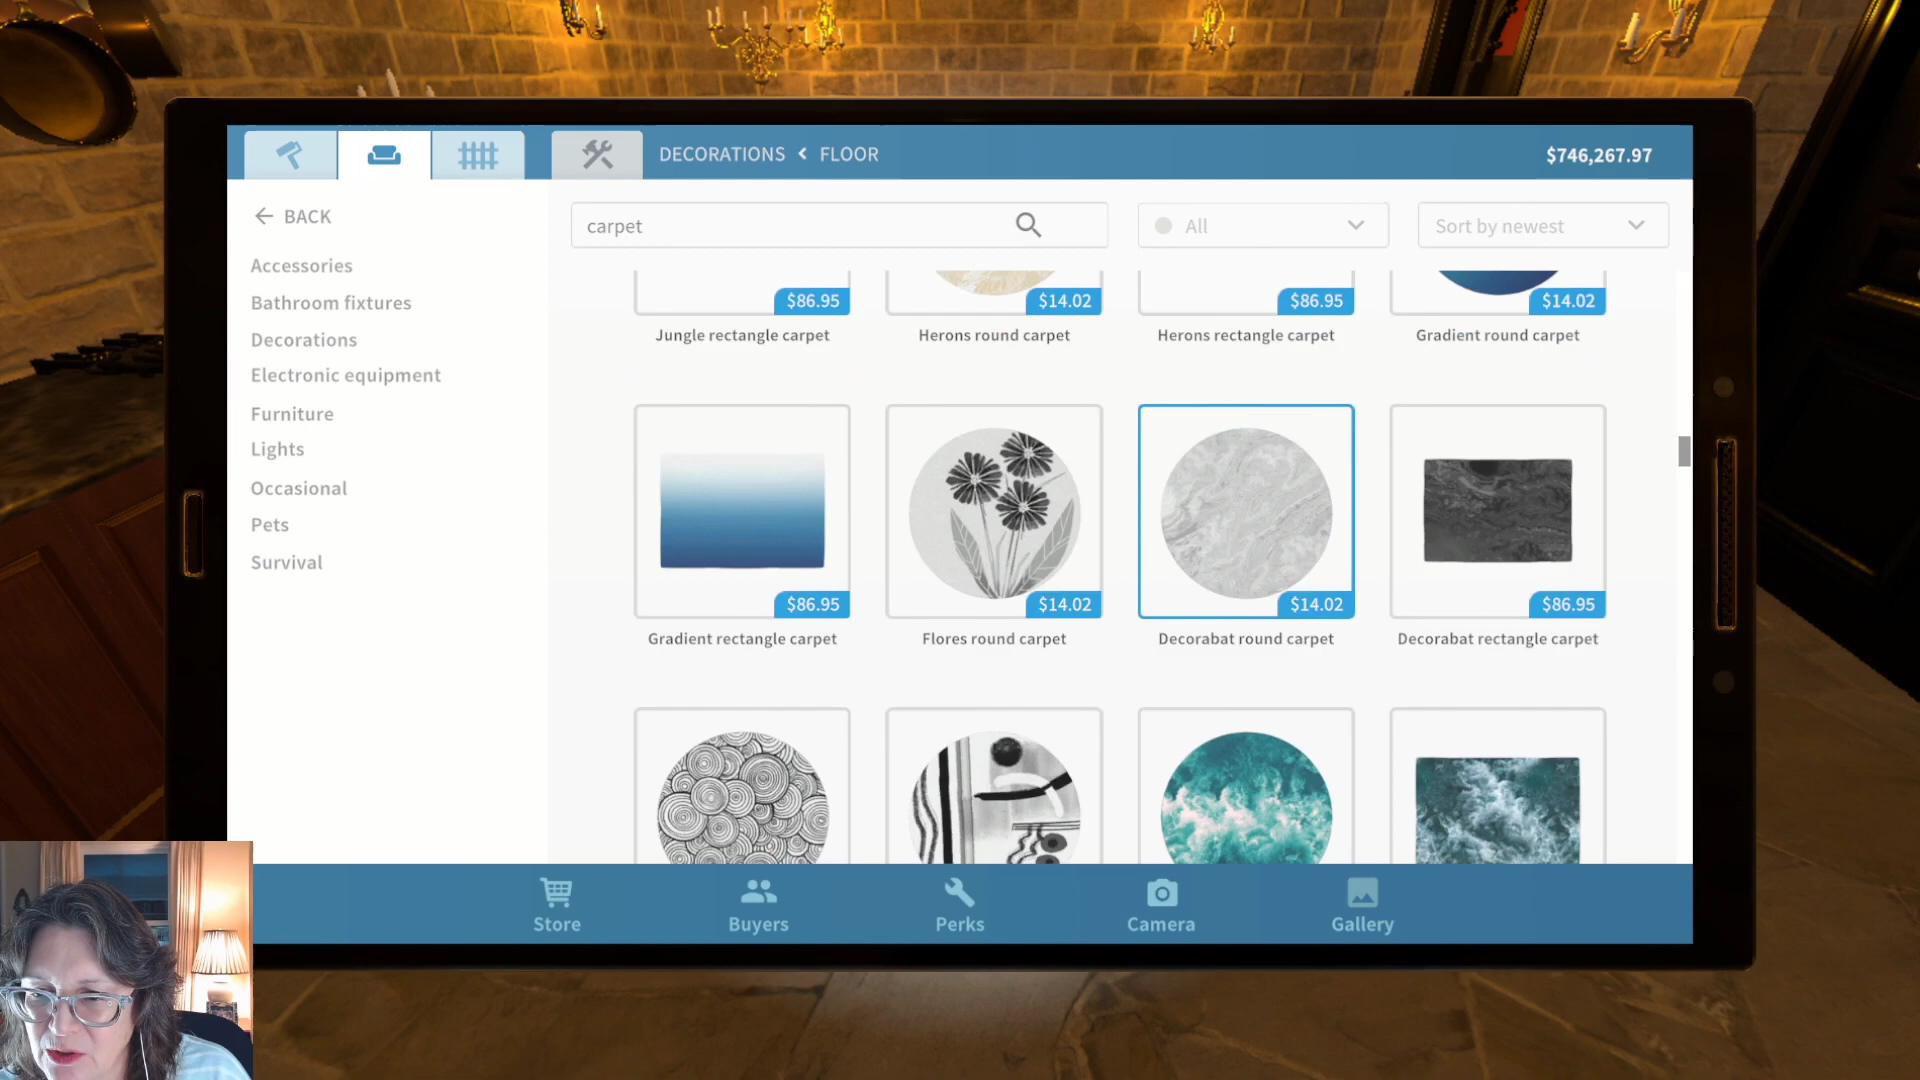 DECORATIONS < FLOOR
$746,267.97
BACK
carpet
All
Sort by newest
Accessories
Bathroom fixtures
Decorations
Electronic equipment
Furniture
Lights
Occasional
Pets
Survival
$86.95
$14.02
$86.95
$14.02
Jungle rectangle carpet
Herons round carpet
Herons rectangle carpet
Gradient round carpet
$86.95
$14.02
$14.02
$86.95
Gradient rectangle carpet
Flores round carpet
Decorabat round carpet
Decorabat rectangle carpet
Store
Buyers
Perks
Camera
Gallery